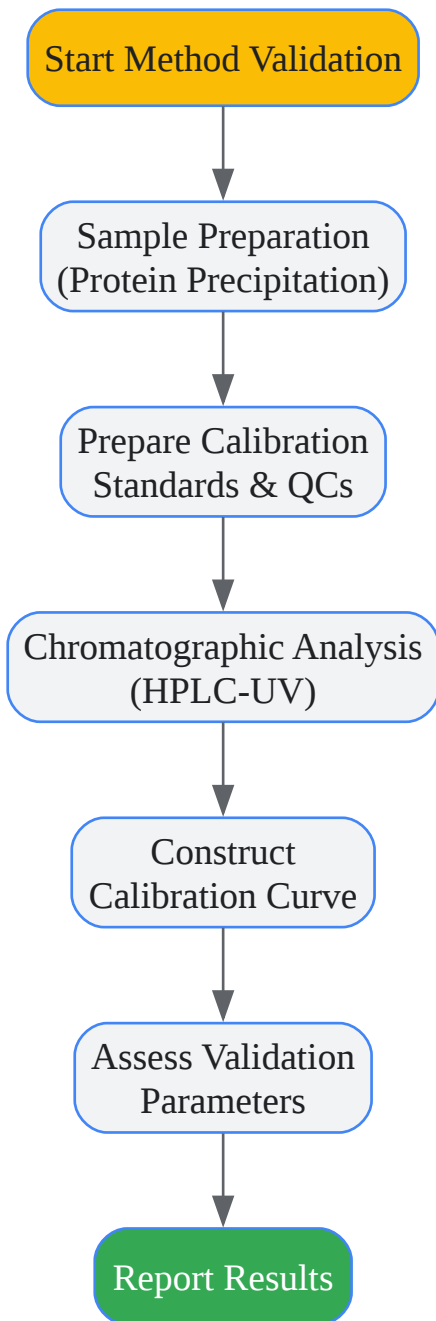 Start Method Validation
Sample Preparation
(Protein Precipitation)
Prepare Calibration
Standards & QCs
Chromatographic Analysis
(HPLC-UV)
Construct
Calibration Curve
Assess Validation
Parameters
Report Results